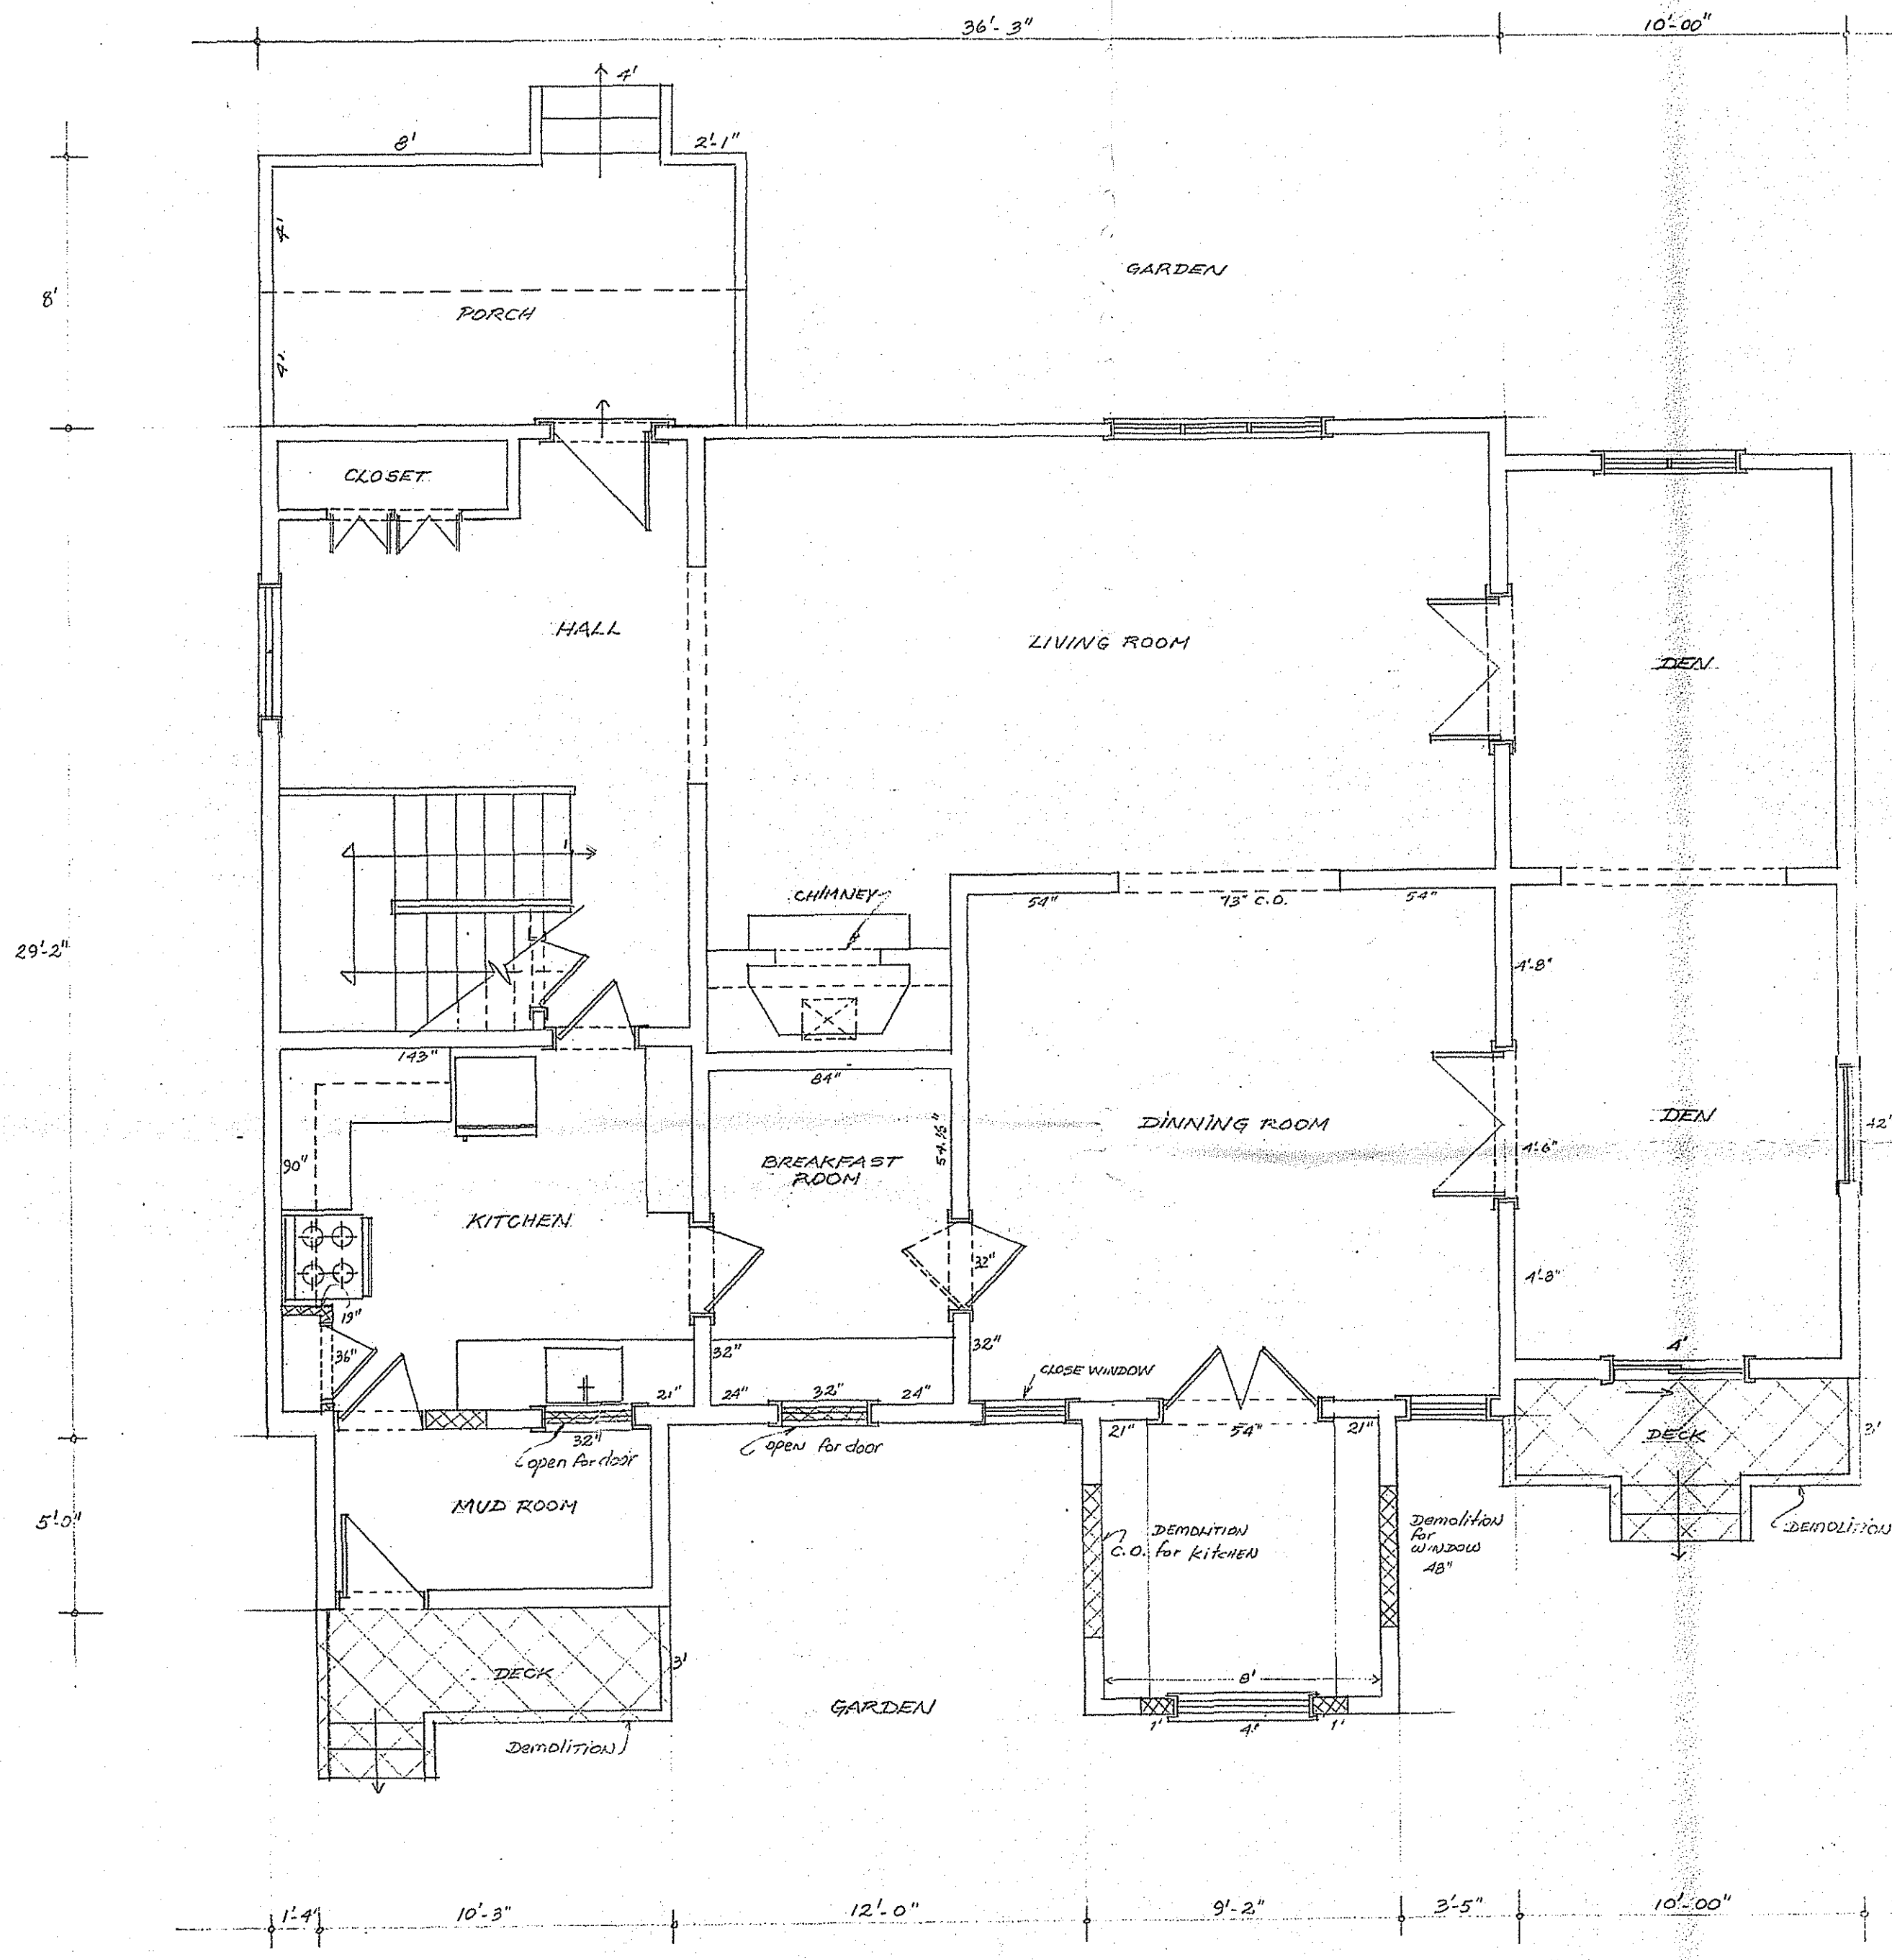 36'-3"
10'-00"
4'
8'
2'-1"
4'
8'
GARDEN
PORCH
4'
CLOSET
HALL
LIVING ROOM
DEN
CHIMNEY
54"
73" C.O.
54"
29'-2"
4'-8"
143"
84"
DINNING ROOM
DEN
42"
54.½"
4'-6"
BREAKFAST
ROOM
90"
KITCHEN
32"
4'-8"
19"
36"
32"
32"
4'
CLOSE WINDOW
21"
24"
32"
24"
21"
54"
21"
DECK
3'
32"
open for door
open for door
MUD ROOM
5'-0"
DEMOLITION
C.O. for KITCHEN
Demolition
for
WINDOW
48"
DEMOLITION
DECK
3'
8'
GARDEN
1'
4'
1'
Demolition
1'-4"
10'-3"
12'-0"
9'-2"
3'-5"
10'-00"